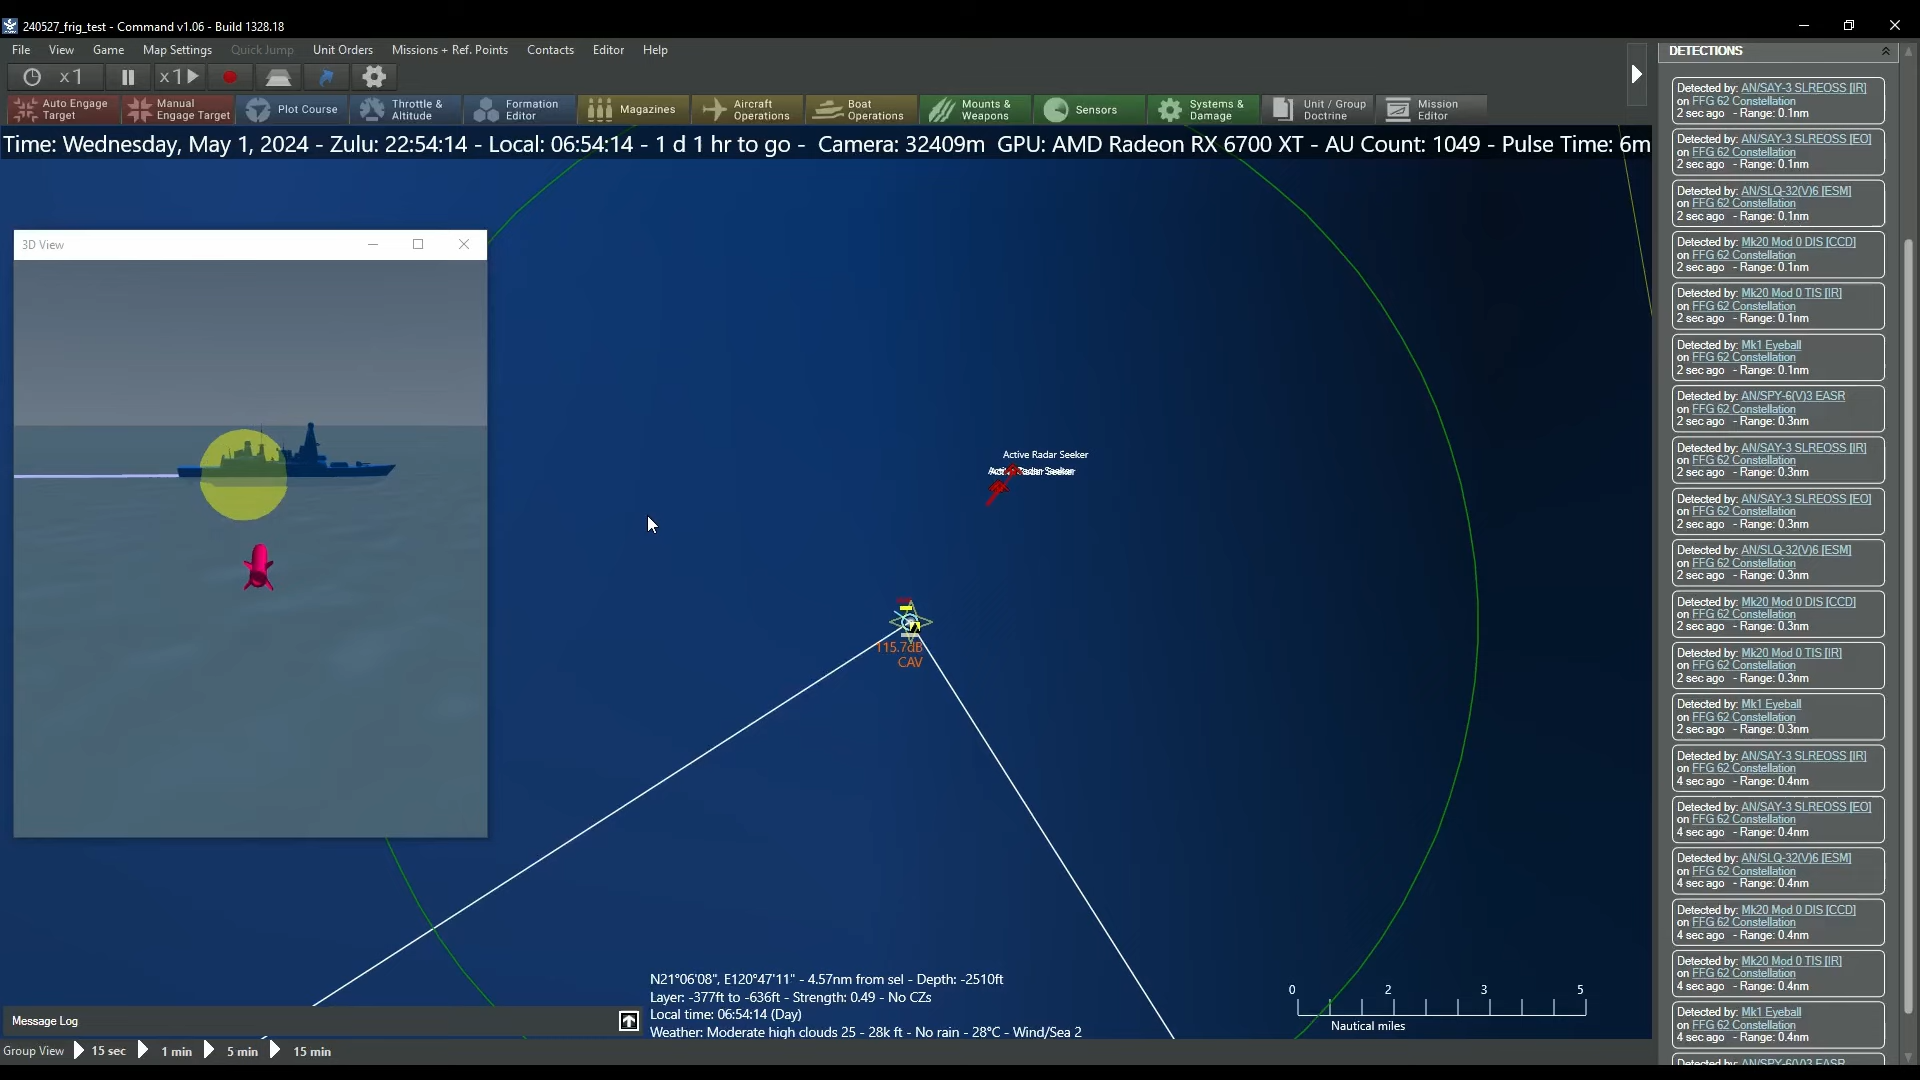 240527_frig_test - Command v1.06 - Build 1328.18
File View Game Map Settings Quick Jump Unit Orders Missions + Ref. Points Contacts Editor Help
x 1 x1
Auto Engage Target
Manual Engage Target
Plot Course
Throttle & Altitude
Formation Editor
Magazines
Aircraft Operations
Boat Operations
Mounts & Weapons
Sensors
Systems & Damage
Unit / Group Doctrine
Mission Editor
Time: Wednesday, May 1, 2024 - Zulu: 22:54:14 - Local: 06:54:14 - 1 d 1 hr to go - Camera: 32409m GPU: AMD Radeon RX 6700 XT - AU Count: 1049 - Pulse Time: 6m
3D View
Active Radar Seeker
Radar Seeker
115.7dB
CAV
N21°06'08", E120°47'11" - 4.57nm from sel - Depth: -2510ft
Layer: -377ft to -636ft - Strength: 0.49 - No CZs
Local time: 06:54:14 (Day)
Weather: Moderate high clouds 25 - 28k ft - No rain - 28°C - Wind/Sea 2
0 2 3 5
Nautical miles
Message Log
Group View 15 sec 1 min 5 min 15 min
DETECTIONS
Detected by: AN/SAY-3 SLREOSS [IR]
on FFG 62 Constellation
2 sec ago - Range: 0.1nm
Detected by: AN/SAY-3 SLREOSS [EO]
on FFG 62 Constellation
2 sec ago - Range: 0.1nm
Detected by: AN/SLQ-32(V)6 [ESM]
on FFG 62 Constellation
2 sec ago - Range: 0.1nm
Detected by: Mk20 Mod 0 DIS [CCD]
on FFG 62 Constellation
2 sec ago - Range: 0.1nm
Detected by: Mk20 Mod 0 TIS [IR]
on FFG 62 Constellation
2 sec ago - Range: 0.1nm
Detected by: Mk1 Eyeball
on FFG 62 Constellation
2 sec ago - Range: 0.1nm
Detected by: AN/SPY-6(V)3 EASR
on FFG 62 Constellation
2 sec ago - Range: 0.3nm
Detected by: AN/SAY-3 SLREOSS [IR]
on FFG 62 Constellation
2 sec ago - Range: 0.3nm
Detected by: AN/SAY-3 SLREOSS [EO]
on FFG 62 Constellation
2 sec ago - Range: 0.3nm
Detected by: AN/SLQ-32(V)6 [ESM]
on FFG 62 Constellation
2 sec ago - Range: 0.3nm
Detected by: Mk20 Mod 0 DIS [CCD]
on FFG 62 Constellation
2 sec ago - Range: 0.3nm
Detected by: Mk20 Mod 0 TIS [IR]
on FFG 62 Constellation
2 sec ago - Range: 0.3nm
Detected by: Mk1 Eyeball
on FFG 62 Constellation
2 sec ago - Range: 0.3nm
Detected by: AN/SAY-3 SLREOSS [IR]
on FFG 62 Constellation
4 sec ago - Range: 0.4nm
Detected by: AN/SAY-3 SLREOSS [EO]
on FFG 62 Constellation
4 sec ago - Range: 0.4nm
Detected by: AN/SLQ-32(V)6 [ESM]
on FFG 62 Constellation
4 sec ago - Range: 0.4nm
Detected by: Mk20 Mod 0 DIS [CCD]
on FFG 62 Constellation
4 sec ago - Range: 0.4nm
Detected by: Mk20 Mod 0 TIS [IR]
on FFG 62 Constellation
4 sec ago - Range: 0.4nm
Detected by: Mk1 Eyeball
on FFG 62 Constellation
4 sec ago - Range: 0.4nm
Detected by: AN/SPY-6(V)3 EASR